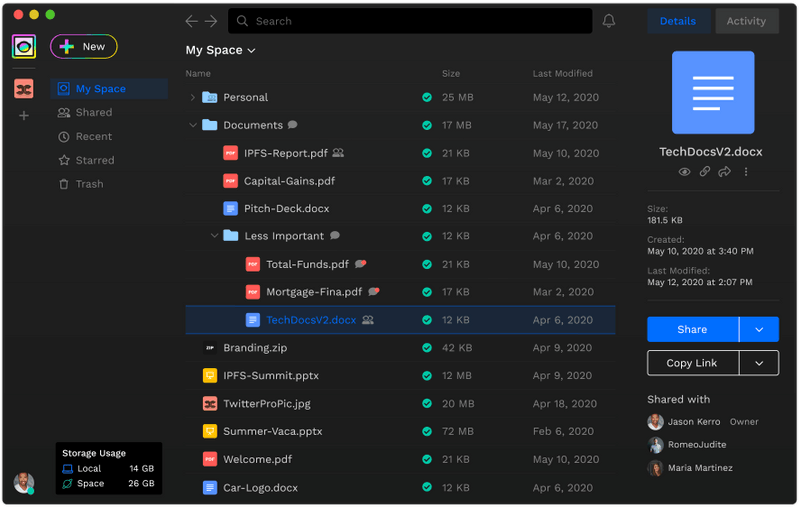 Search
Details
Activity
New
My Space
Shared
Recent
Starred
Trash
My Space
Name Size Last Modified
Personal 25 MB May 12, 2020
Documents 17 MB May 17, 2020
PDF IPFS-Report.pdf 21 KB May 10, 2020
PDF Capital-Gains.pdf 17 KB Mar 2, 2020
Pitch-Deck.docx 12 KB Apr 6, 2020
Less Important 12 KB Apr 6, 2020
PDF Total-Funds.pdf 21 KB May 10, 2020
PDF Mortgage-Fina.pdf 17 KB Mar 2, 2020
TechDocsV2.docx 12 KB Apr 6, 2020
ZIP Branding.zip 42 KB Apr 9, 2020
IPFS-Summit.pptx 12 MB Apr 9, 2020
TwitterProPic.jpg 20 MB Apr 18, 2020
Summer-Vaca.pptx 72 MB Feb 6, 2020
PDF Welcome.pdf 21 KB May 10, 2020
Car-Logo.docx 12 KB Apr 9, 2020
Storage Usage
Local 14 GB
Space 26 GB
TechDocsV2.docx
Size:
181.5 KB
Created:
May 10, 2020 at 3:40 PM
Last Modified:
May 12, 2020 at 2:07 PM
Share
Copy Link
Shared with
Jason Kerro Owner
RomeoJudite
Maria Martinez